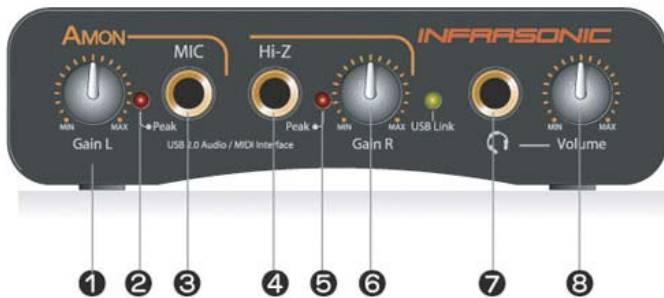 AMON
INFRASONIC
MIC
Hi-Z
MIN
MAX
Peak
Peak
MIN
MAX
USB Link
MIN
MAX
Gain L
USB 2.0 Audio / MIDI Interface
Gain R
Volume
1 2 3 4 5 6 7 8